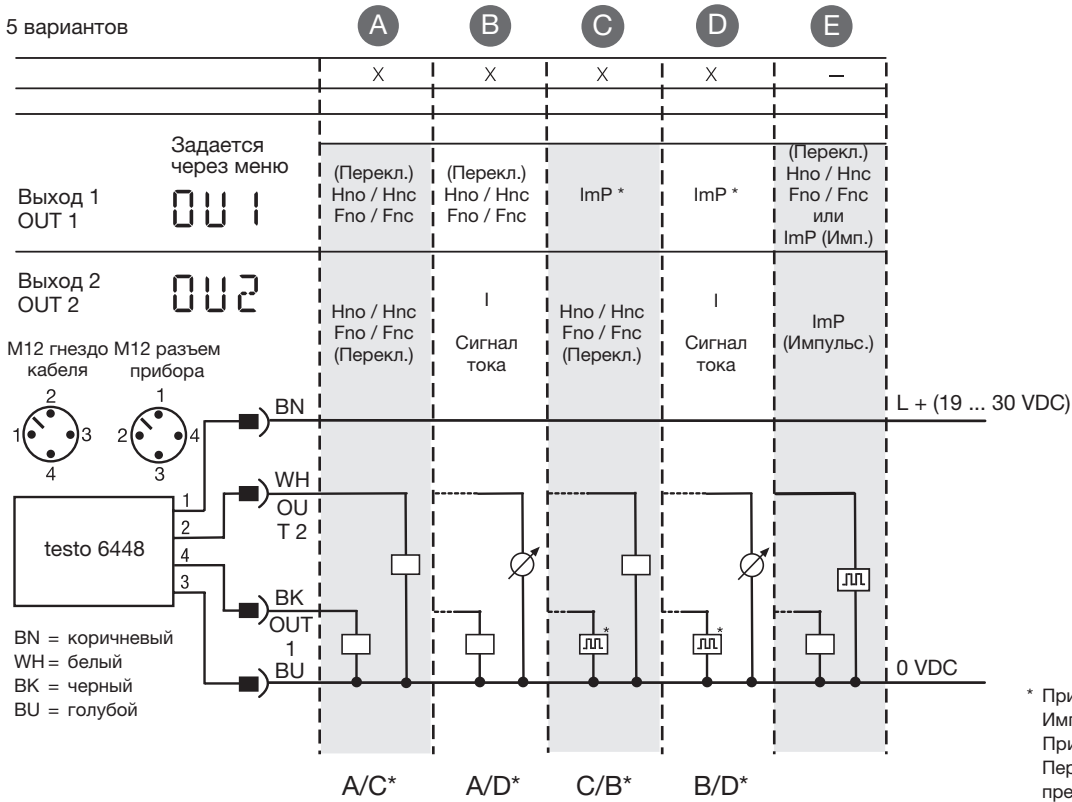 5 вариантов
A B C D E
X X X X –
Задается
через меню
Выход 1
OUT 1
OU 1
(Перекл.)
Hno / Hnc
Fno / Fnc
(Перекл.)
Hno / Hnc
Fno / Fnc
ImP *
ImP *
(Перекл.)
Hno / Hnc
Fno / Fnc
или
ImP (Имп.)
Выход 2
OUT 2
OU2
Hno / Hnc
Fno / Fnc
(Перекл.)
I
Сигнал
тока
Hno / Hnc
Fno / Fnc
(Перекл.)
I
Сигнал
тока
ImP
(Импульс.)
M12 гнездо
кабеля
M12 разъем
прибора
2
1 3
4
1
2 4
3
BN
L + (19 ... 30 VDC)
WH
OU
T 2
testo 6448
1
2
4
3
BK
OUT
1
BU
*
*
0 VDC
BN = коричневый
WH = белый
BK = черный
BU = голубой
A/C* A/D* C/B* B/D*
* При
Имп
При
Пер
пре